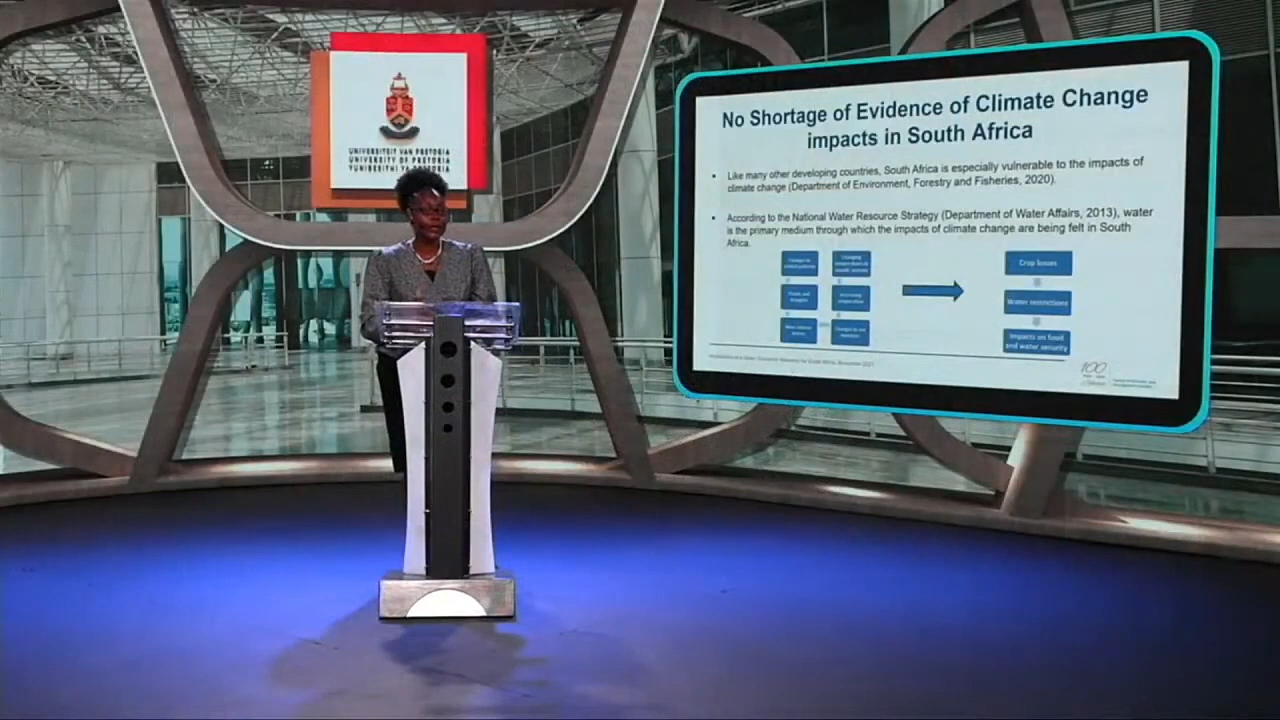 UNIVERSITEIT VAN PRETORIA
UNIVERSITY OF PRETORIA
YUNIBESITHI YA PRETORIA
No Shortage of Evidence of Climate Change
impacts in South Africa
• Like many other developing countries, South Africa is especially vulnerable to the impacts of
climate change (Department of Environment, Forestry and Fisheries, 2020).
• According to the National Water Resource Strategy (Department of Water Affairs, 2013), water
is the primary medium through which the impacts of climate change are being felt in South
Africa.
Crop losses
Water restrictions
Impacts on food
and water security
100